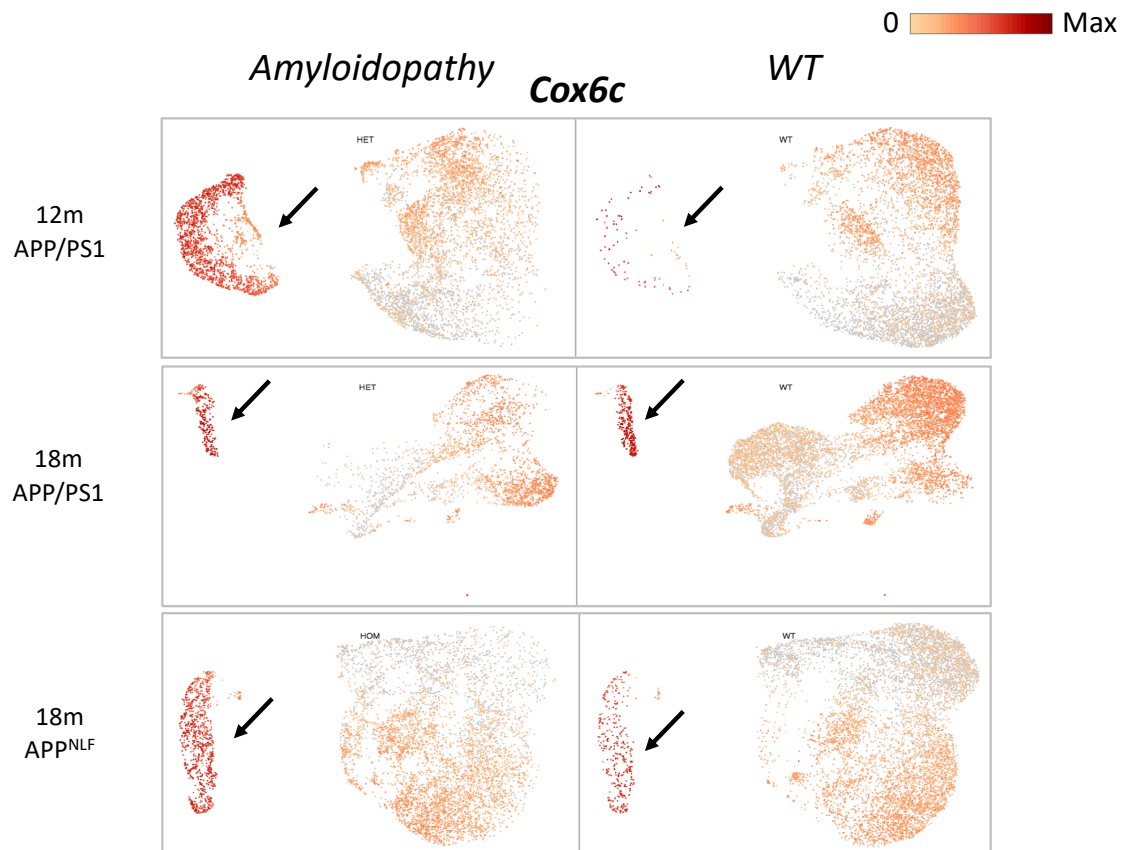 0 Max
Amyloidopathy WT
Cox6c
12m
APP/PS1
HET
WT
18m
APP/PS1
HET
WT
18m
APPNLF
HOM
WT